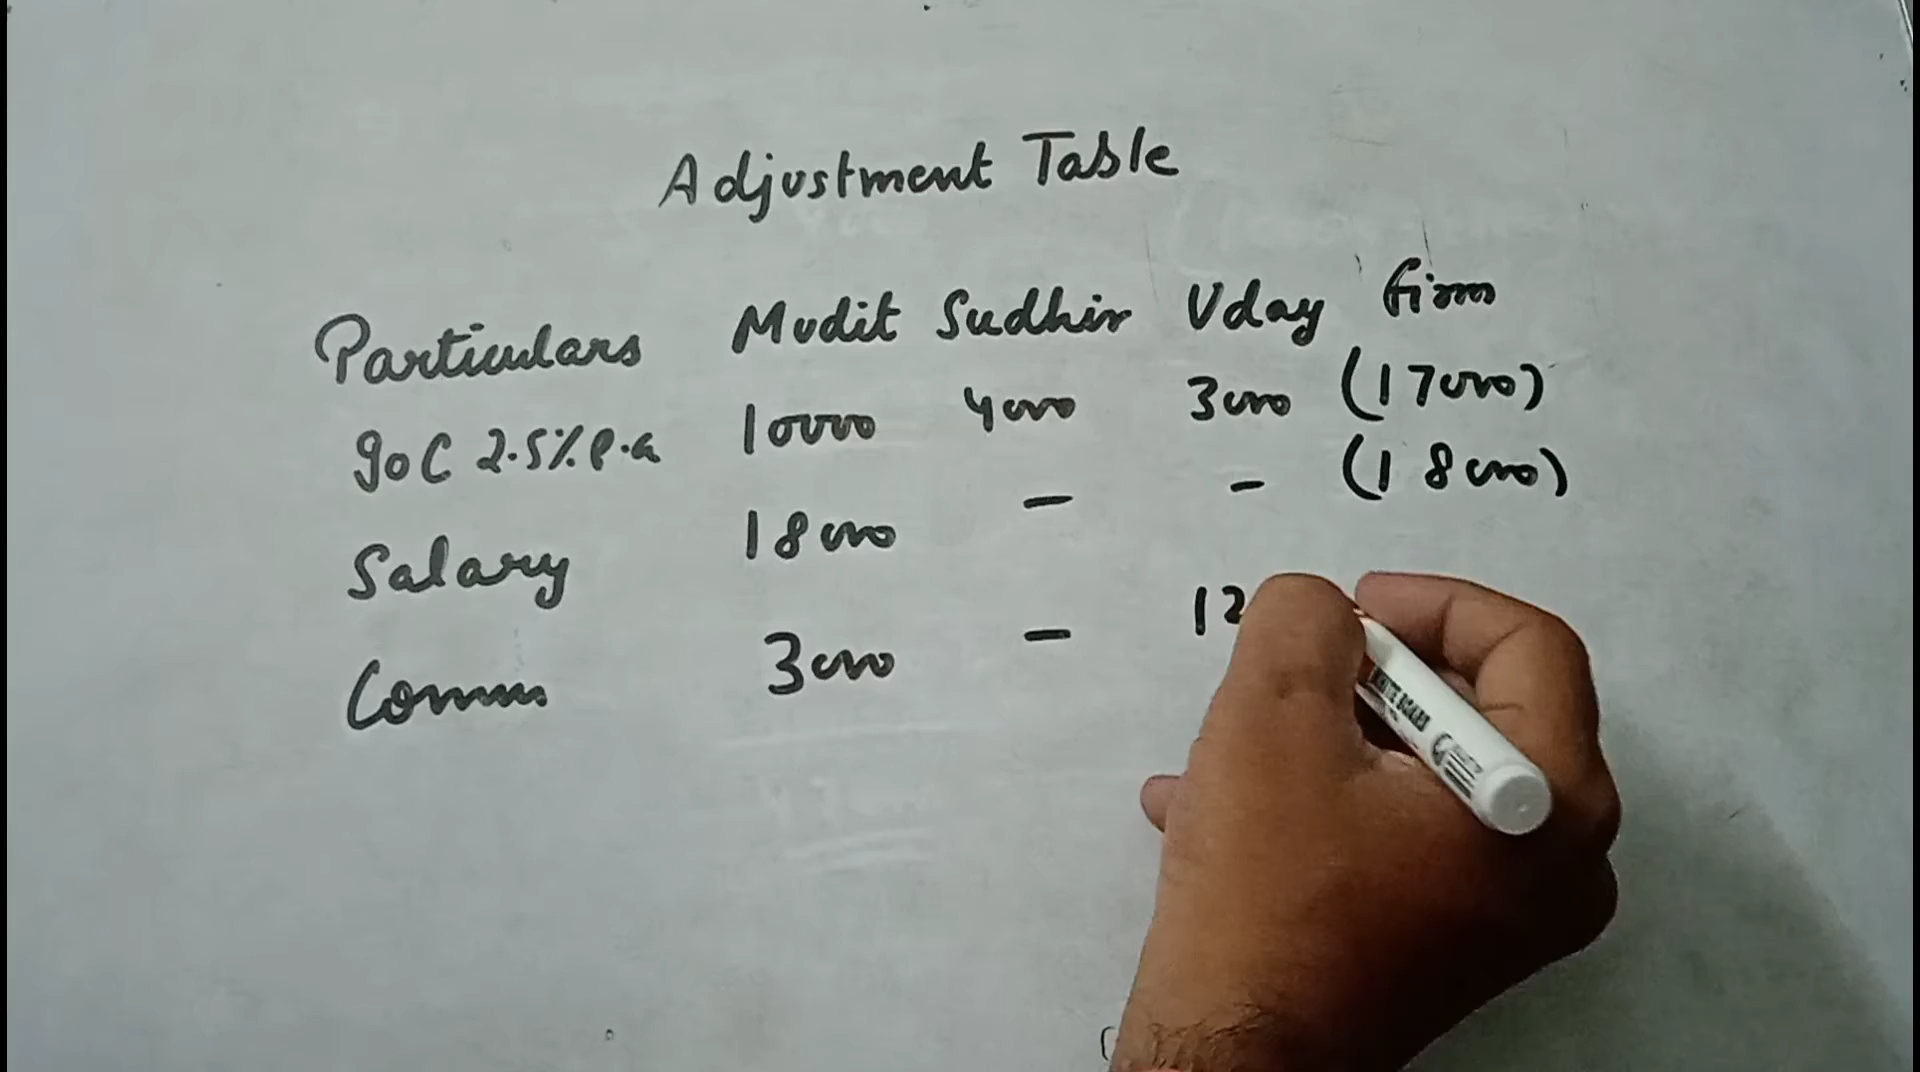 Adjustment Table
Particulars Mudit Sudhir Uday firm
IOC 2.5% P.a 10000 4000 3000 (17000)
Salary 18000 - - (18000)
Comm. 3000 - 12